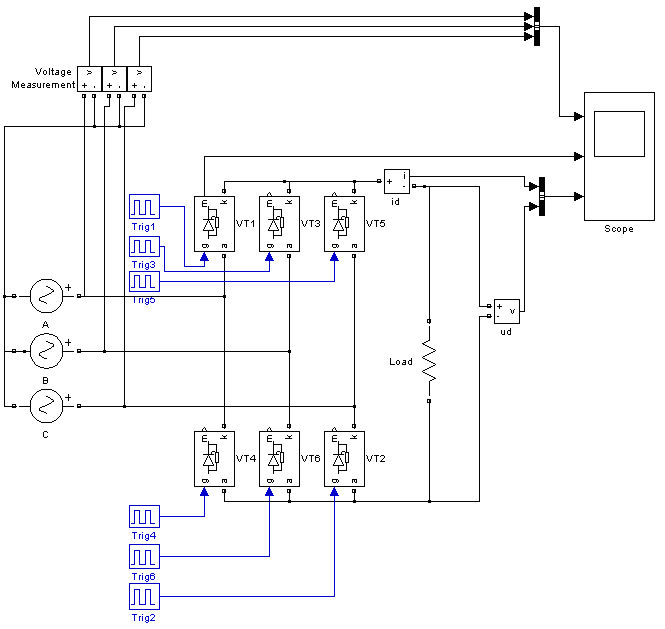 v v v
Voltage
Measurement
+ - + - + -
+ i
-
id
m k m k m k
Trig1
VT1 VT3 VT5
g a g a g a
Trig3
Trig5
Scope
+
A
+ v
-
ud
+
B
Load
+
C
m k m k m k
VT4 VT6 VT2
g a g a g a
Trig4
Trig6
Trig2